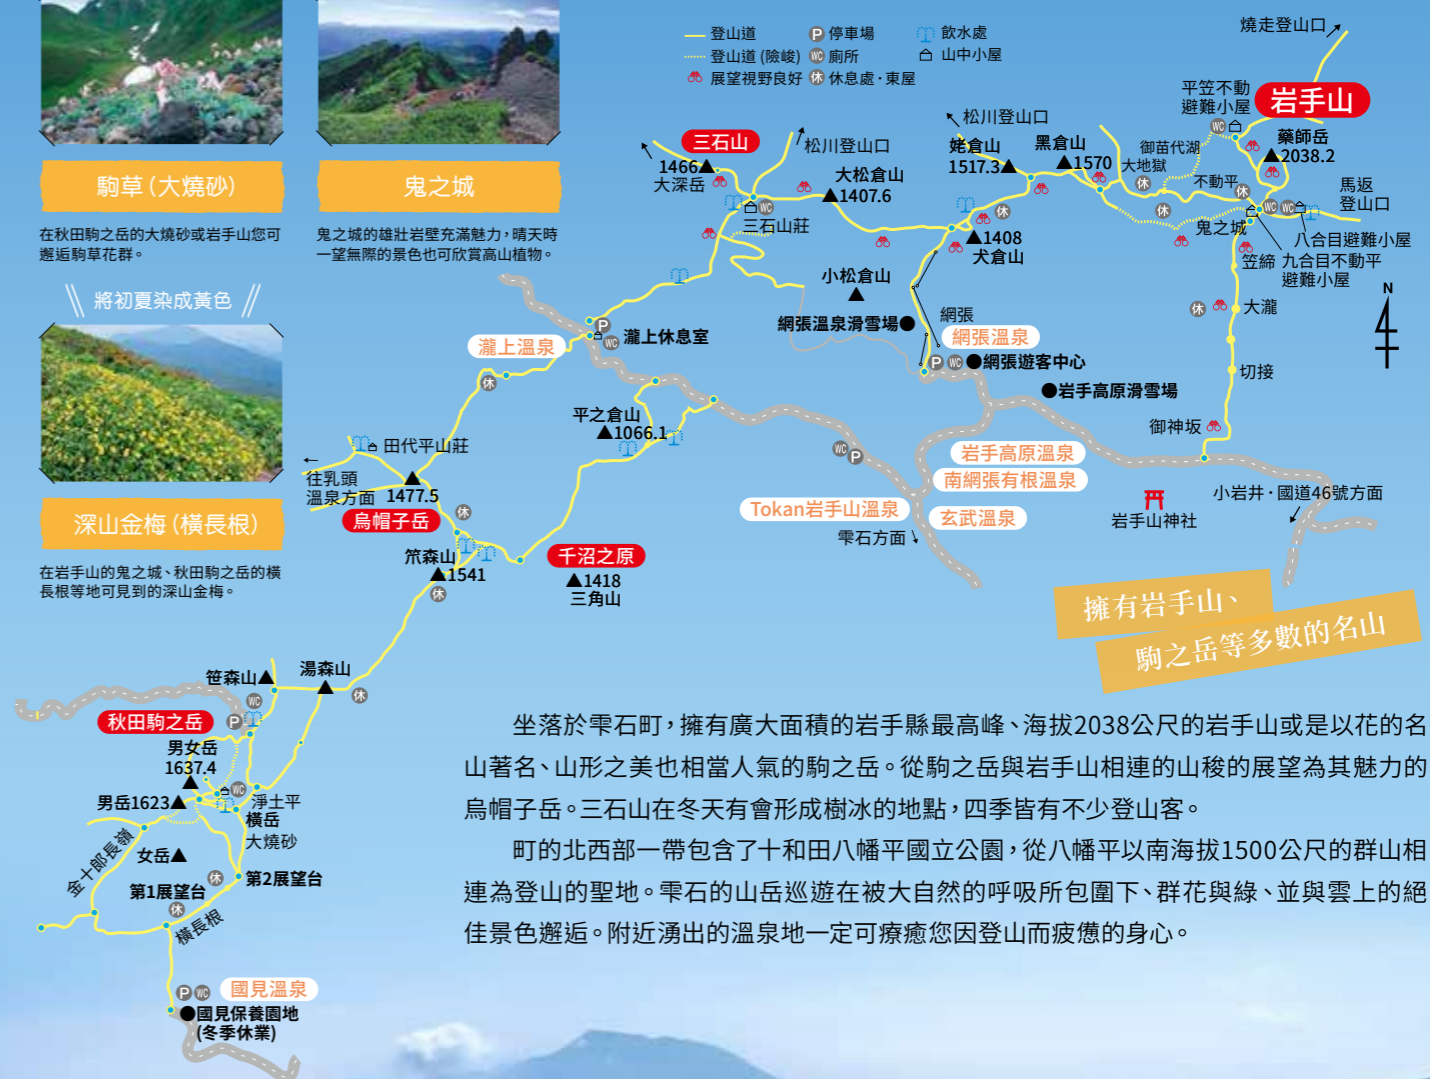 駒草（大燒砂）
在秋田駒之岳的大燒砂或岩手山您可
邂逅駒草花群。
鬼之城
鬼之城的雄壯岩壁充滿魅力，晴天時
一望無際的景色也可欣賞高山植物。
將初夏染成黃色
深山金梅（橫長根）
在岩手山的鬼之城、秋田駒之岳的橫
長根等地可見到的深山金梅。
登山道
登山道 (險峻)
展望視野良好
P 停車場
WC 廁所
休 休息處・東屋
飲水處
山中小屋
燒走登山口
岩手山
平笠不動
避難小屋
WC
藥師岳
▲2038.2
松川登山口
姥倉山
1517.3▲
黑倉山
▲1570
御苗代湖
大地獄
休
不動平
休
馬返
登山口
休
WC
WC
鬼之城
八合目避難小屋
笠締
九合目不動平
避難小屋
三石山
1466▲
大深岳
松川登山口
大松倉山
▲1407.6
WC
三石山莊
休
▲1408
犬倉山
小松倉山
▲
網張溫泉滑雪場●
網張
網張溫泉
P WC ●網張遊客中心
●岩手高原滑雪場
休
大瀧
切接
御神坂
N
瀧上溫泉
P
WC
瀧上休息室
休
平之倉山
▲1066.1
田代平山莊
往乳頭
溫泉方面
▲
1477.5
烏帽子岳
休
笊森山
▲1541
休
千沼之原
▲1418
三角山
WC P
岩手高原溫泉
南網張有根溫泉
Tokan岩手山溫泉
玄武溫泉
雫石方面
岩手山神社
小岩井・國道46號方面
擁有岩手山、
駒之岳等多數的名山
笹森山▲
湯森山
▲
休
WC
P
秋田駒之岳
男女岳
1637.4
▲
WC
男岳1623▲
淨土平
橫岳
大燒砂
金十郎長嶺
女岳▲
休
第2展望台
第1展望台
休
橫長根
P WC
國見溫泉
●國見保養園地
(冬季休業)
坐落於雫石町，擁有廣大面積的岩手縣最高峰、海拔2038公尺的岩手山或是以花的名
山著名、山形之美也相當人氣的駒之岳。從駒之岳與岩手山相連的山稜的展望為其魅力的
烏帽子岳。三石山在冬天有會形成樹冰的地點，四季皆有不少登山客。
町的北西部一帶包含了十和田八幡平國立公園，從八幡平以南海拔1500公尺的群山相
連為登山的聖地。雫石的山岳巡遊在被大自然的呼吸所包圍下、群花與綠、並與雲上的絕
佳景色邂逅。附近湧出的溫泉地一定可療癒您因登山而疲憊的身心。